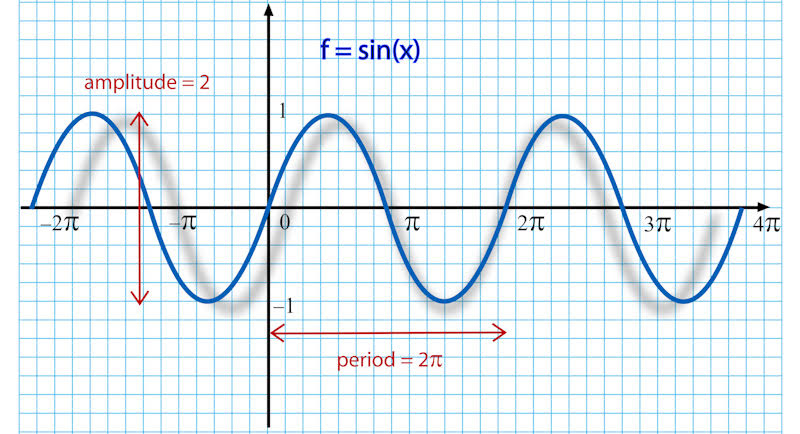 f = sin(x)
amplitude = 2
1
–2π
–π
0
π
2π
3π
4π
–1
period = 2π